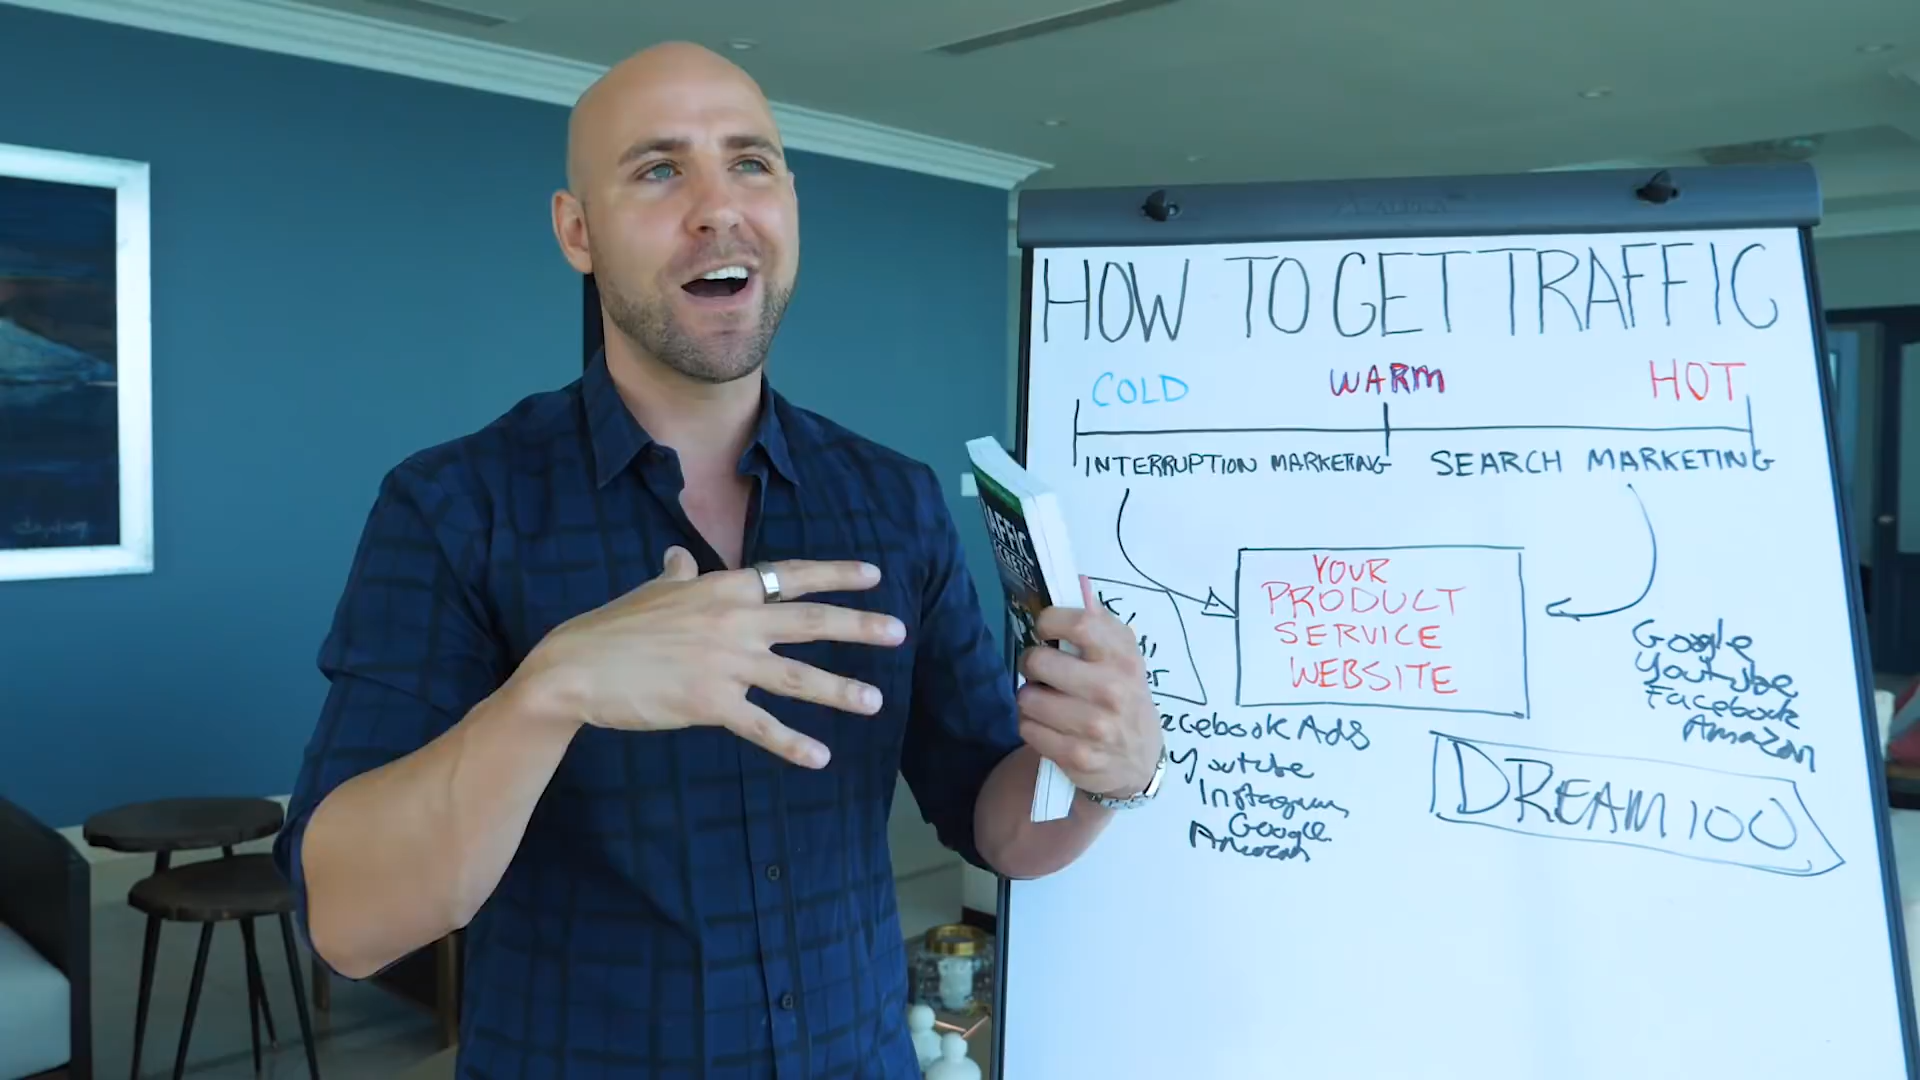 HOW TO GET TRAFFIC
COLD WARM HOT
INTERRUPTION MARKETING SEARCH MARKETING
YOUR
PRODUCT
SERVICE
WEBSITE
Google
Youtube
Facebook
Amazon
Ads
Youtube
Instagram
Google
Amazon
DREAM 100